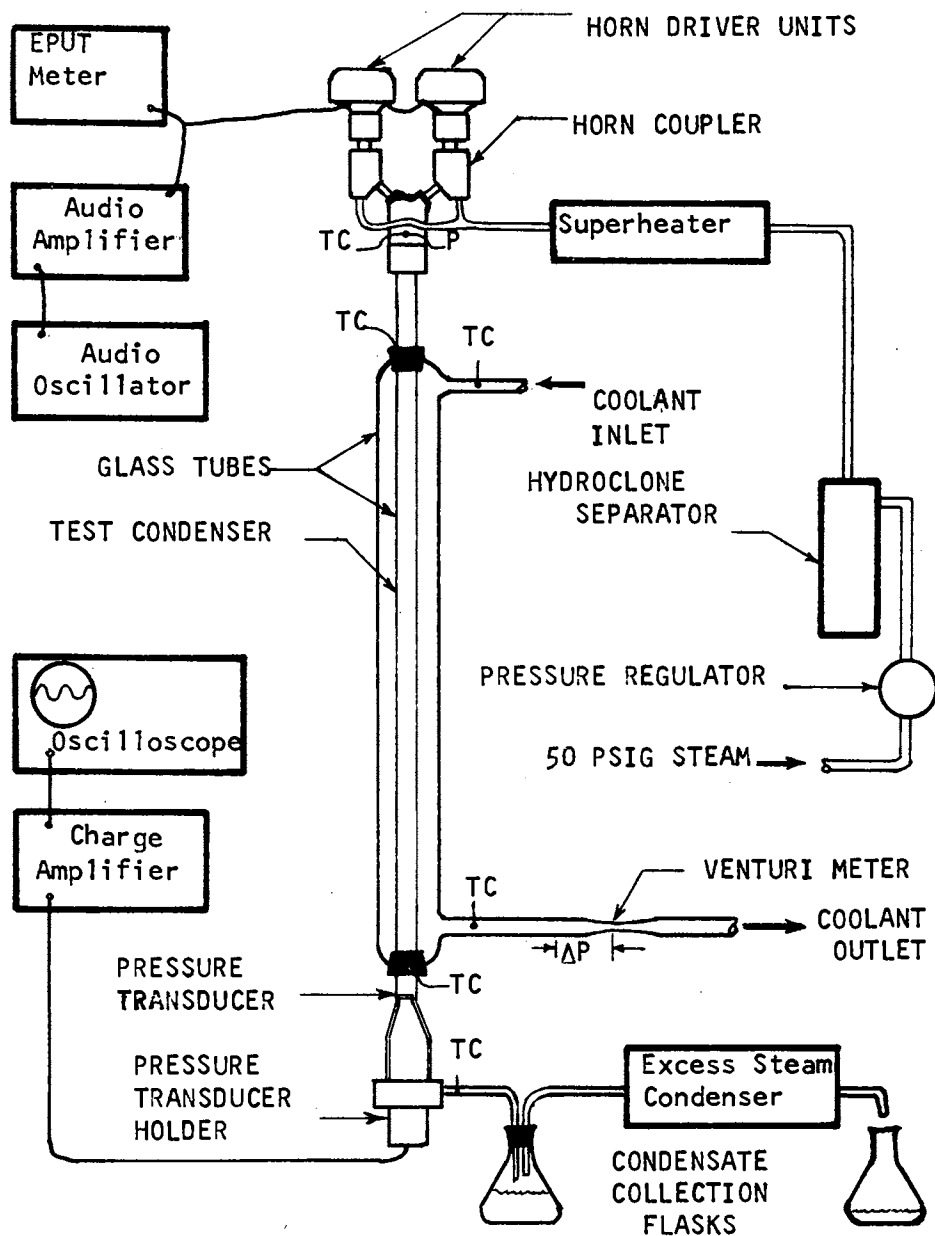 HORN DRIVER UNITS
EPUT
Meter
HORN COUPLER
Audio
Amplifier
Superheater
TC
P
TC
TC
Audio
Oscillator
COOLANT
INLET
GLASS TUBES
HYDROCLONE
SEPARATOR
TEST CONDENSER
PRESSURE REGULATOR
Oscilloscope
50 PSIG STEAM
Charge
Amplifier
VENTURI METER
TC
COOLANT
OUTLET
ΔP
PRESSURE
TRANSDUCER
TC
TC
PRESSURE
TRANSDUCER
HOLDER
Excess Steam
Condenser
CONDENSATE
COLLECTION
FLASKS